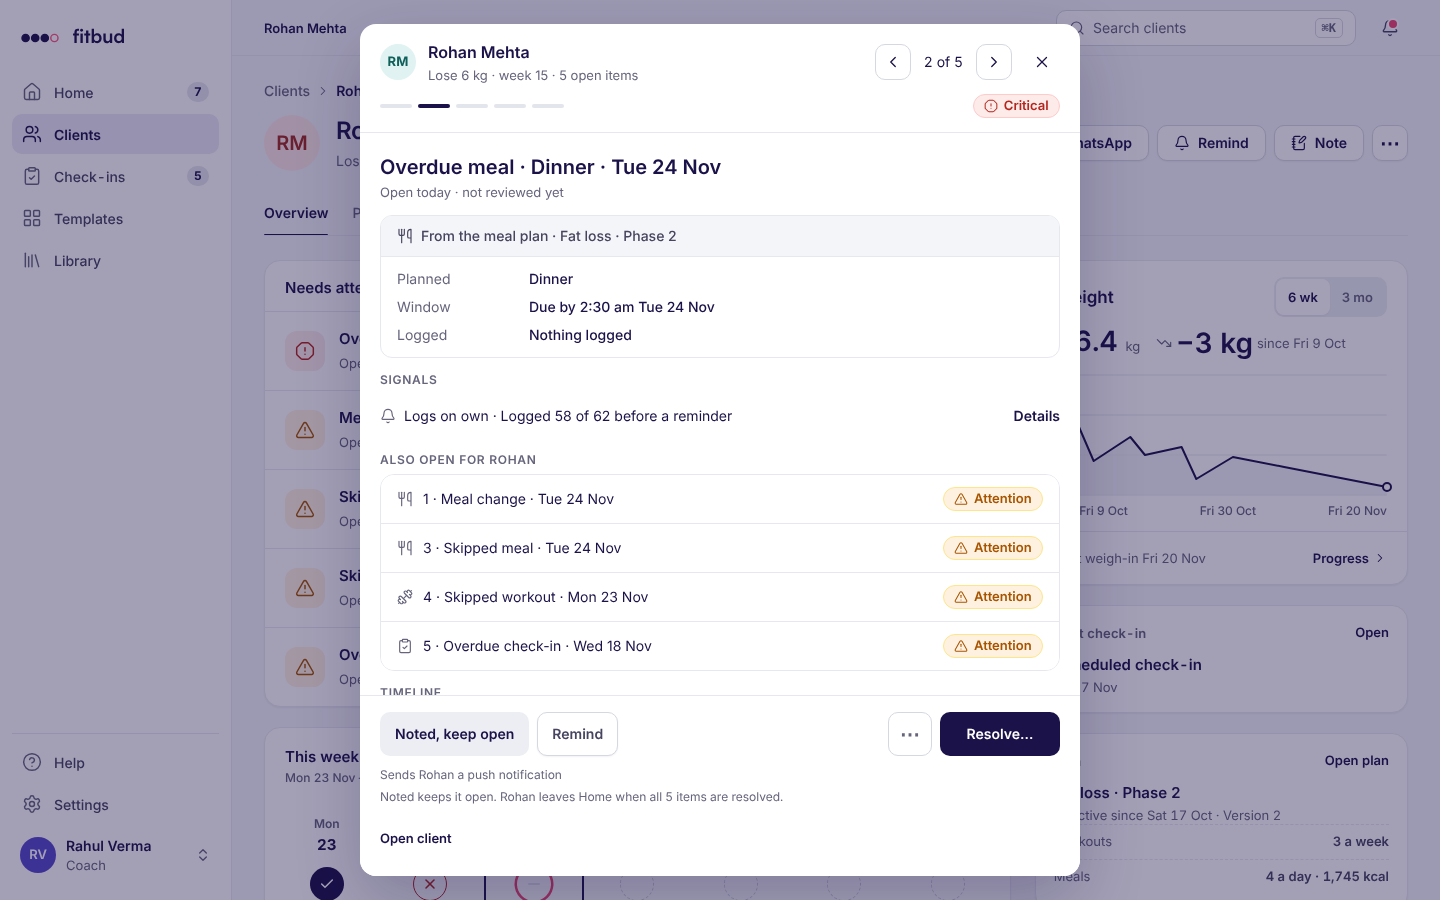 fitbud
Home 7
Clients
Check-ins 5
Templates
Library
Help
Settings
RV Rahul Verma
Coach
Rohan Mehta
Search clients ⌘K
Clients
RM
Remind
Note
Overview
Needs
This week
Mon 23 Nov
Mon
23
RM Rohan Mehta
Lose 6 kg · week 15 · 5 open items
2 of 5
Critical
Overdue meal · Dinner · Tue 24 Nov
Open today · not reviewed yet
From the meal plan · Fat loss · Phase 2
Planned Dinner
Window Due by 2:30 am Tue 24 Nov
Logged Nothing logged
SIGNALS
Logs on own · Logged 58 of 62 before a reminder Details
ALSO OPEN FOR ROHAN
1 · Meal change · Tue 24 Nov Attention
3 · Skipped meal · Tue 24 Nov Attention
4 · Skipped workout · Mon 23 Nov Attention
5 · Overdue check-in · Wed 18 Nov Attention
TIMELINE
Noted, keep open Remind ··· Resolve...
Sends Rohan a push notification
Noted keeps it open. Rohan leaves Home when all 5 items are resolved.
Open client
6 wk 3 mo
kg −3 kg since Fri 9 Oct
Fri 9 Oct Fri 30 Oct Fri 20 Nov
weigh-in Fri 20 Nov Progress
check-in Open
check-in
Nov
Open plan
loss · Phase 2
since Sat 17 Oct · Version 2
3 a week
Meals 4 a day · 1,745 kcal